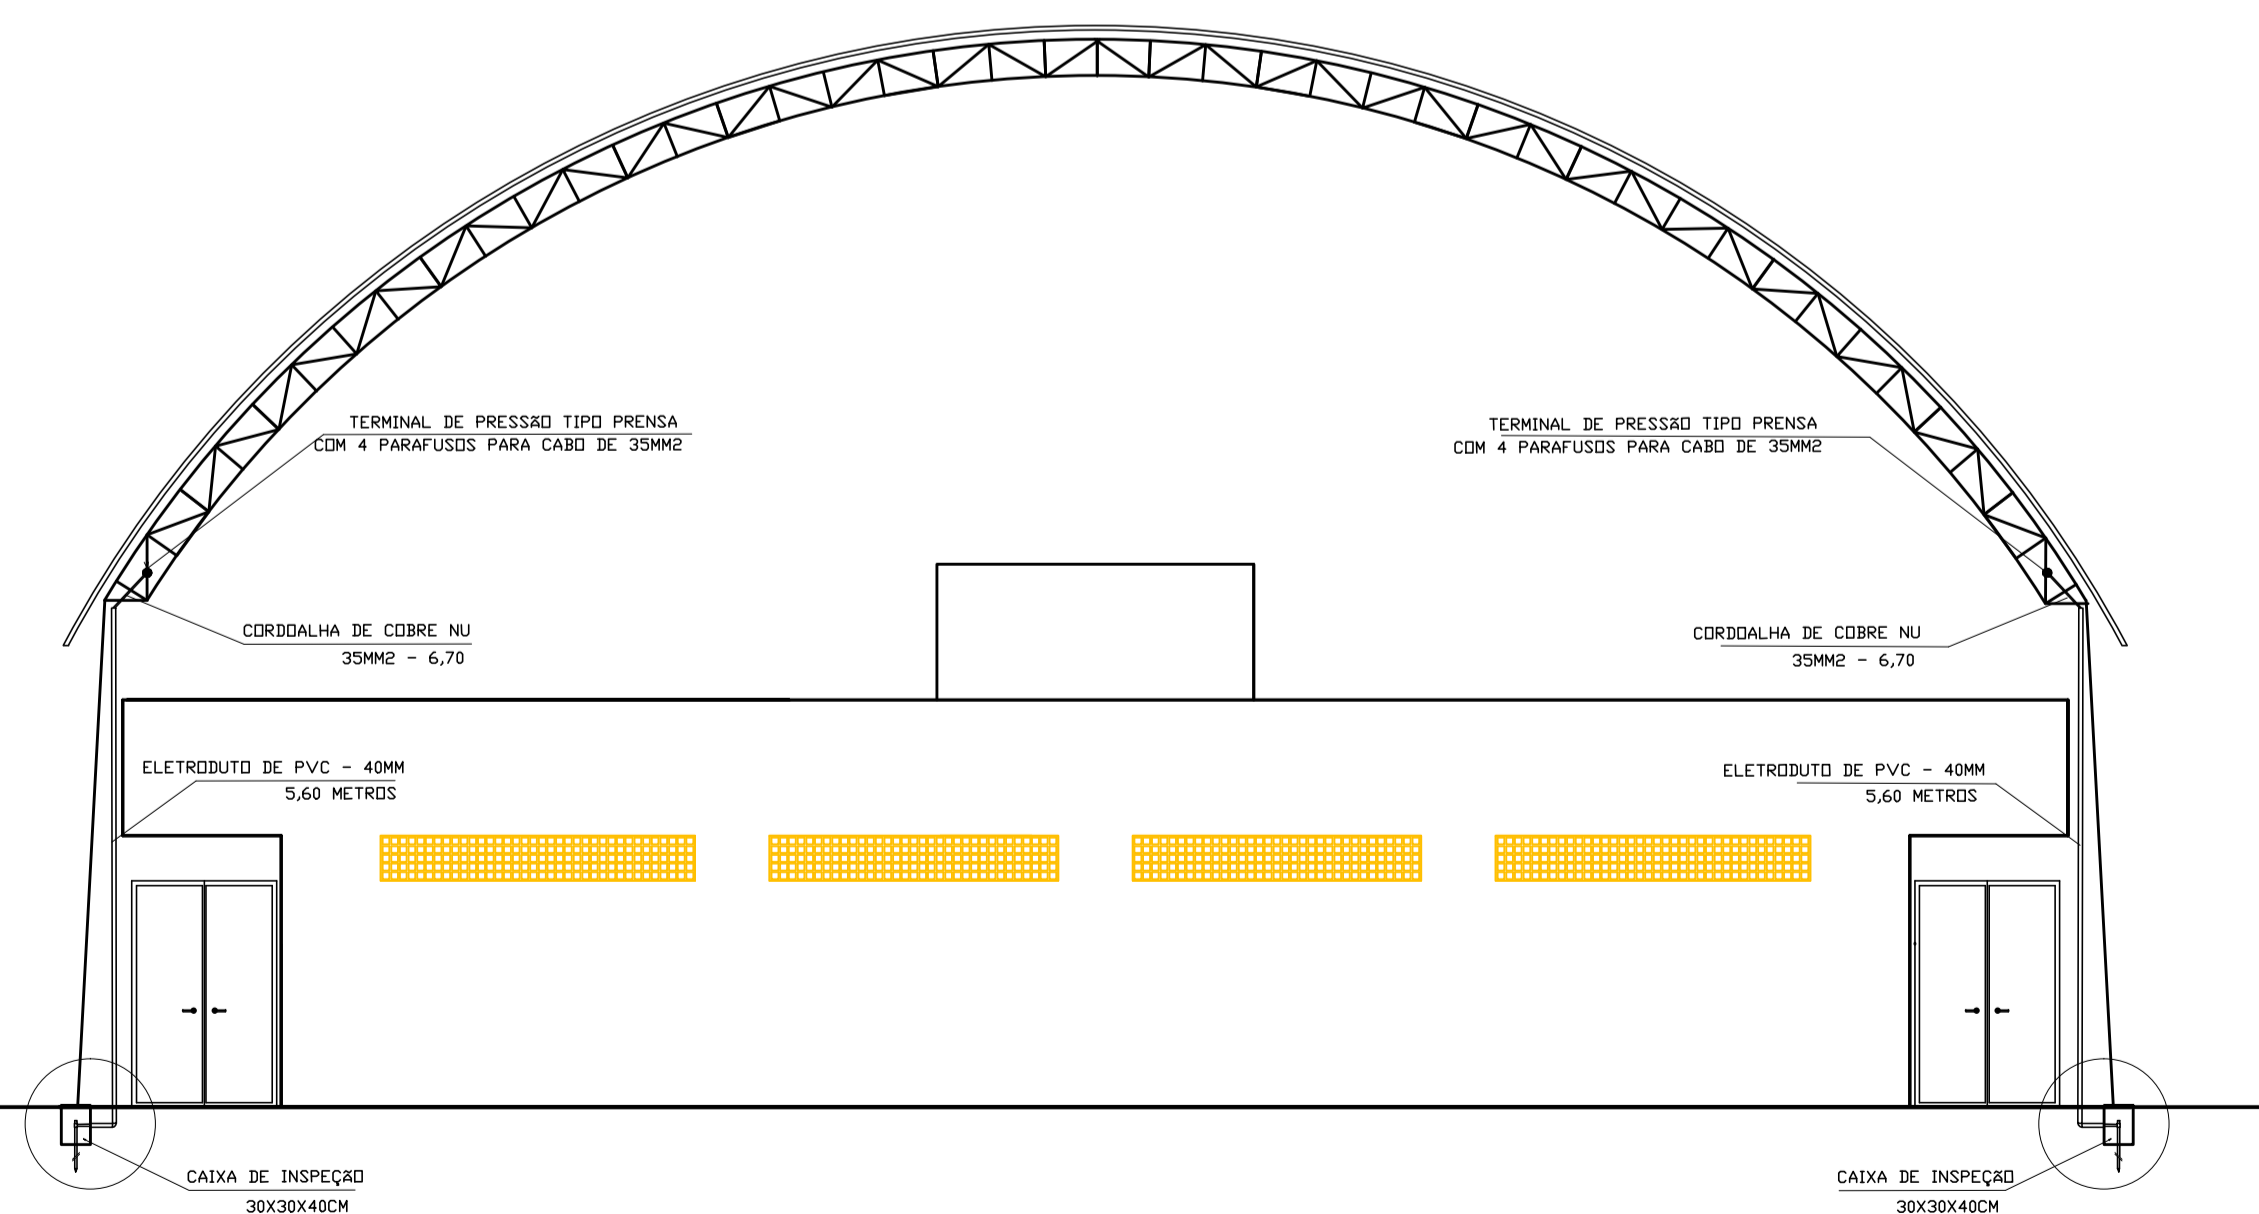 TERMINAL DE PRESSÃO TIPO PRENSA
COM 4 PARAFUSOS PARA CABO DE 35MM2
TERMINAL DE PRESSÃO TIPO PRENSA
COM 4 PARAFUSOS PARA CABO DE 35MM2
CORDOALHA DE COBRE NU
35MM2 - 6,70
CORDOALHA DE COBRE NU
35MM2 - 6,70
ELETRODUTO DE PVC - 40MM
5,60 METROS
ELETRODUTO DE PVC - 40MM
5,60 METROS
CAIXA DE INSPEÇÃO
30X30X40CM
CAIXA DE INSPEÇÃO
30X30X40CM